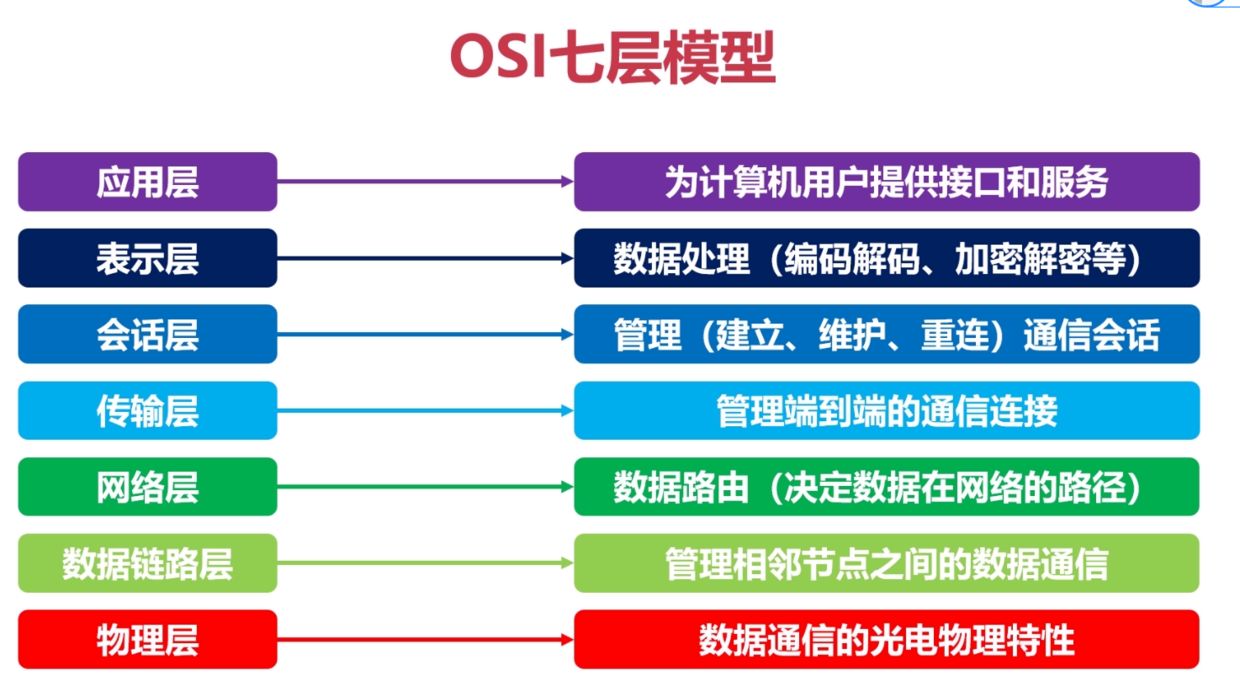 OSI七层模型
应用层
为计算机用户提供接口和服务
表示层
数据处理（编码解码、加密解密等）
会话层
管理（建立、维护、重连）通信会话
传输层
管理端到端的通信连接
网络层
数据路由（决定数据在网络的路径）
数据链路层
管理相邻节点之间的数据通信
物理层
数据通信的光电物理特性